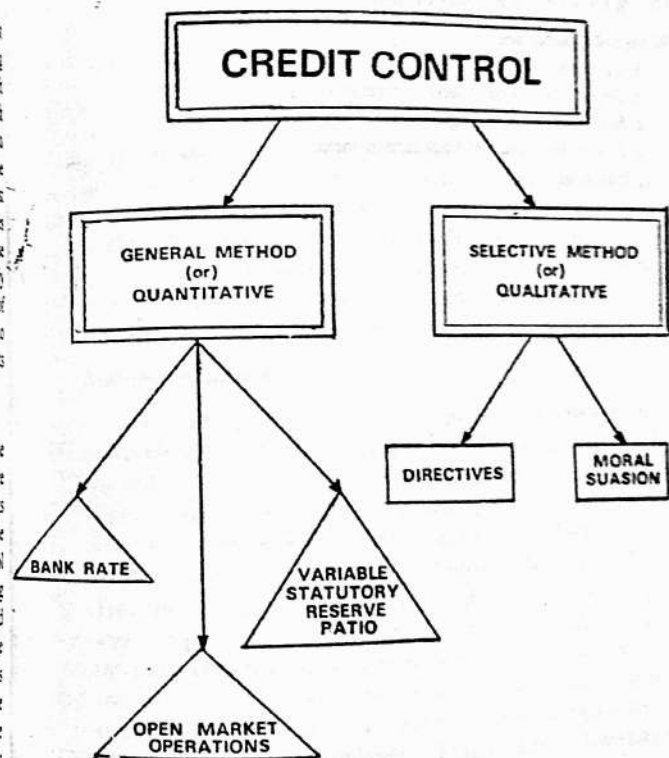 CREDIT CONTROL
GENERAL METHOD
(or)
QUANTITATIVE
SELECTIVE METHOD
(or)
QUALITATIVE
DIRECTIVES
MORAL
SUASION
BANK RATE
VARIABLE
STATUTORY
RESERVE
PATIO
OPEN MARKET
OPERATIONS